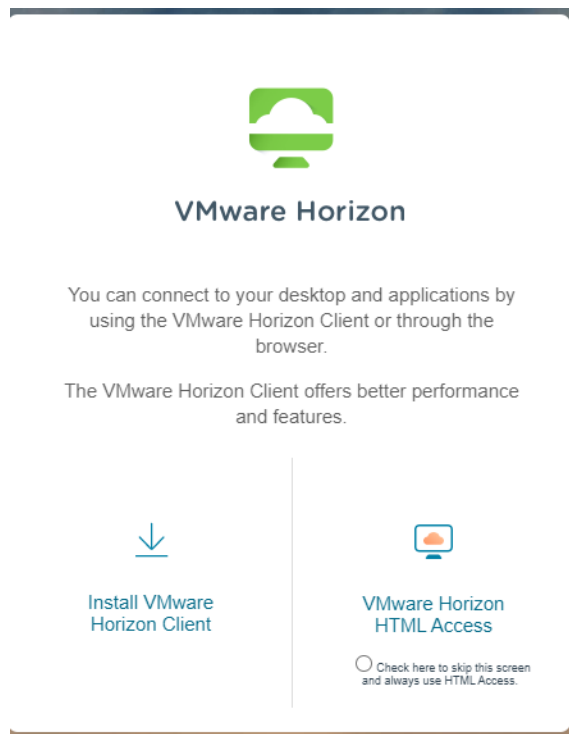 VMware Horizon
You can connect to your desktop and applications by
using the VMware Horizon Client or through the
browser.
The VMware Horizon Client offers better performance
and features.
Install VMware
Horizon Client
VMware Horizon
HTML Access
Check here to skip this screen
and always use HTML Access.